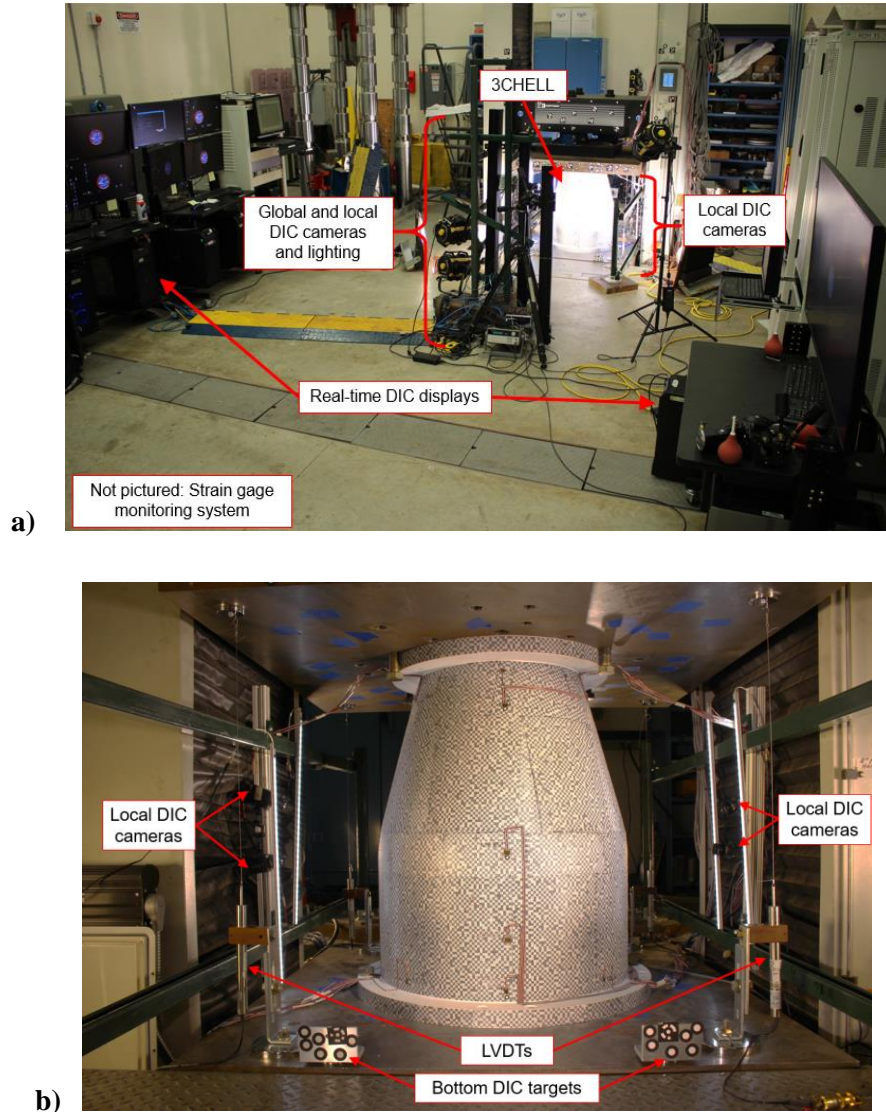 3CHELL
Global and local
DIC cameras
and lighting
Local DIC
cameras
Real-time DIC displays
Not pictured: Strain gage
monitoring system
a)
Local DIC
cameras
Local DIC
cameras
LVDTs
Bottom DIC targets
b)